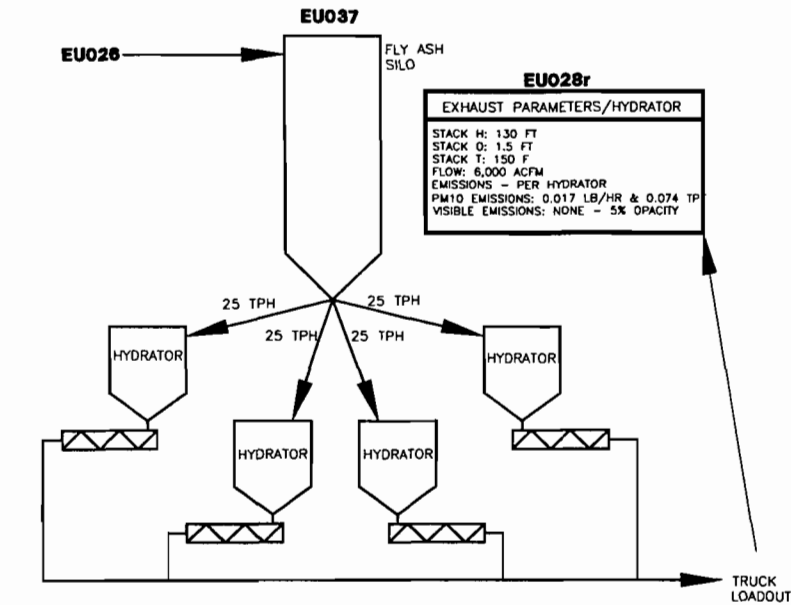 EU037
EU026
FLY ASH
SILO
EU028r
EXHAUST PARAMETERS/HYDRATOR
STACK H: 130 FT
STACK D: 1.5 FT
STACK T: 150 F
FLOW: 6,000 ACFM
EMISSIONS - PER HYDRATOR
PM10 EMISSIONS: 0.017 LB/HR & 0.074 TP
VISIBLE EMISSIONS: NONE - 5% OPACITY
25 TPH
25 TPH
25 TPH
25 TPH
HYDRATOR
HYDRATOR
HYDRATOR
HYDRATOR
TRUCK
LOADOUT